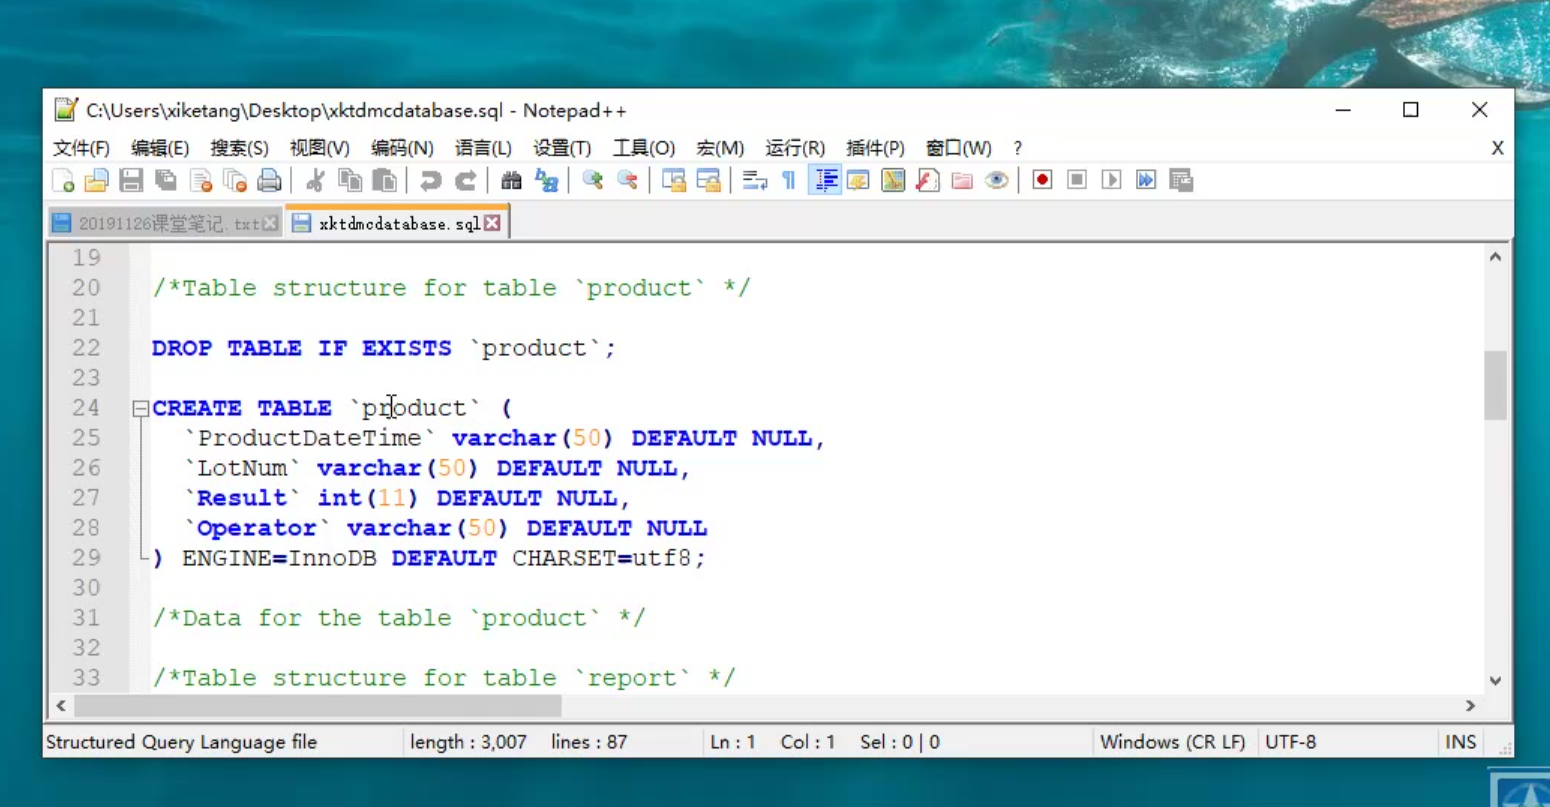 C:\Users\xiketang\Desktop\xktdmcdatabase.sql - Notepad++
文件(F) 编辑(E) 搜索(S) 视图(V) 编码(N) 语言(L) 设置(T) 工具(O) 宏(M) 运行(R) 插件(P) 窗口(W) ? X
20191126课堂笔记.txt xktdmcdatabase.sql
19
20 /*Table structure for table `product` */
21
22 DROP TABLE IF EXISTS `product`;
23
24 CREATE TABLE `product` (
25 `ProductDateTime` varchar(50) DEFAULT NULL,
26 `LotNum` varchar(50) DEFAULT NULL,
27 `Result` int(11) DEFAULT NULL,
28 `Operator` varchar(50) DEFAULT NULL
29 ) ENGINE=InnoDB DEFAULT CHARSET=utf8;
30
31 /*Data for the table `product` */
32
33 /*Table structure for table `report` */
Structured Query Language file length : 3,007 lines : 87 Ln : 1 Col : 1 Sel : 0 | 0 Windows (CR LF) UTF-8 INS